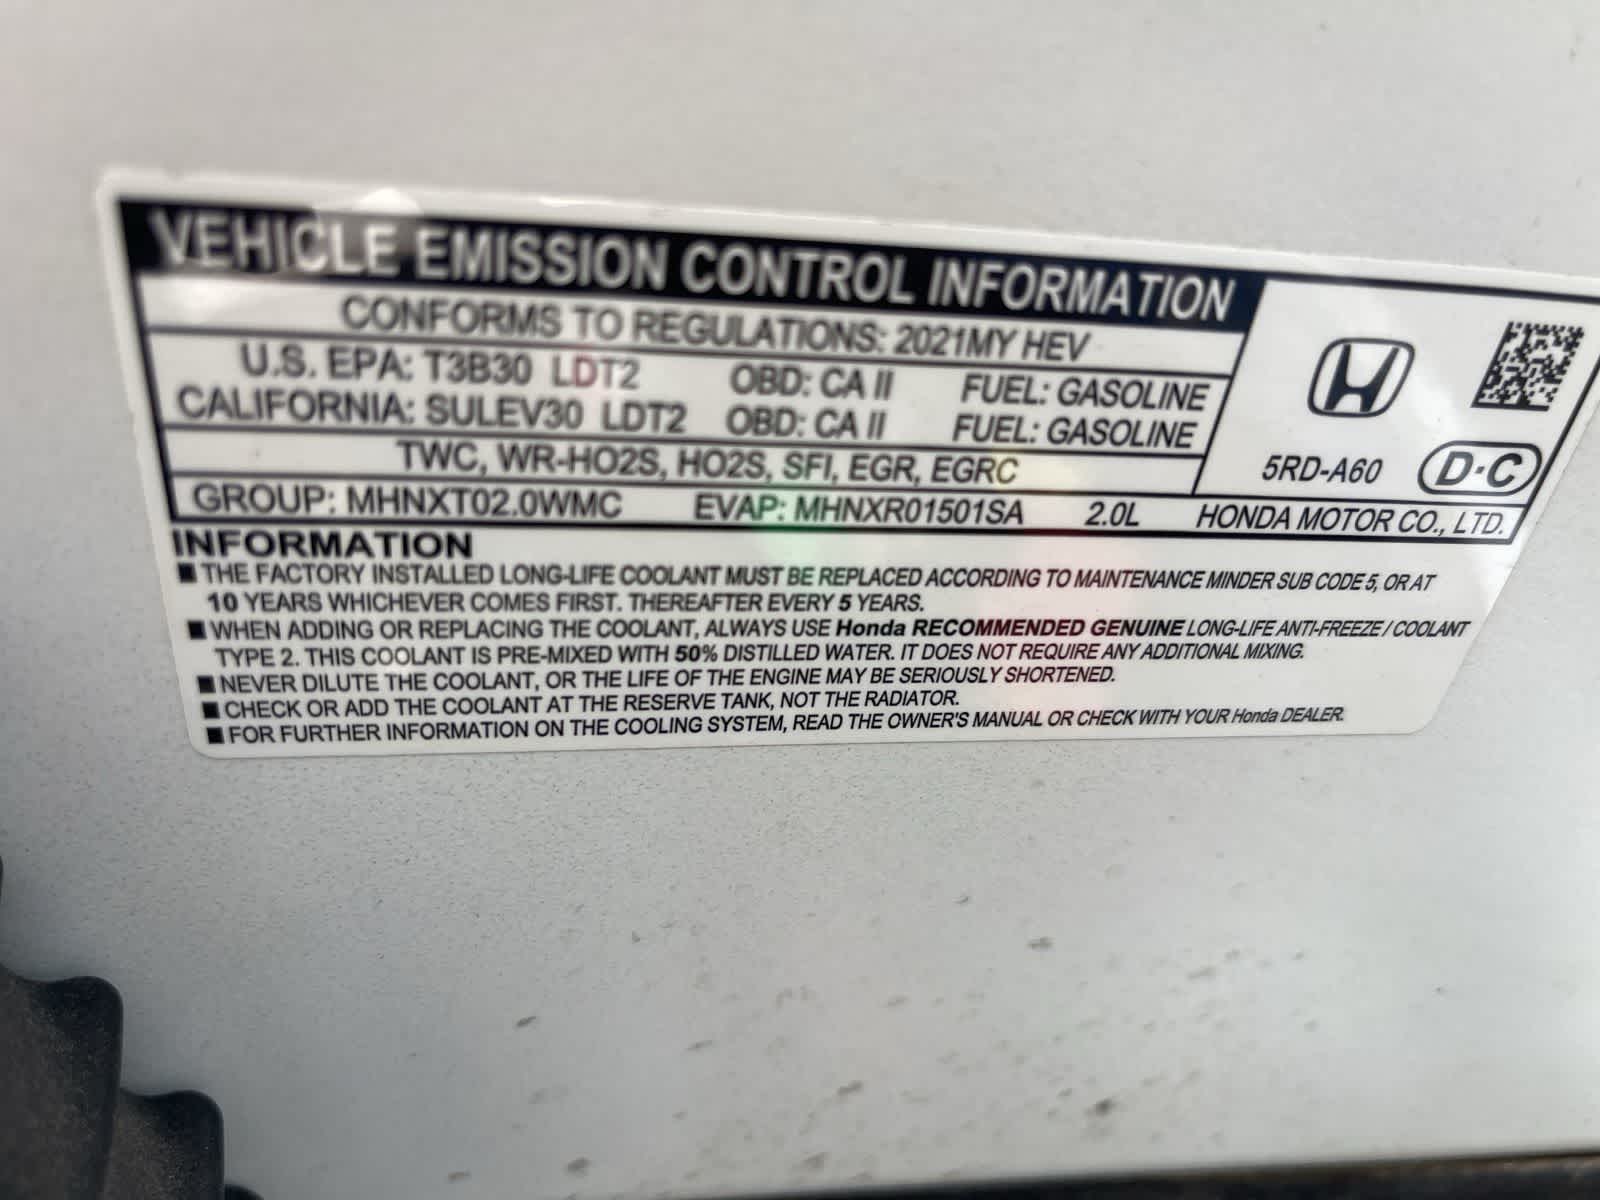 VEHICLE EMISSION CONTROL INFORMATION
CONFORMS TO REGULATIONS: 2021MY HEV
U.S. EPA: T3B30 LDT2 OBD: CA II FUEL: GASOLINE
CALIFORNIA: SULEV30 LDT2 OBD: CA II FUEL: GASOLINE
TWC, WR-HO2S, HO2S, SFI, EGR, EGRC
5RD-A60 D·C
GROUP: MHNXT02.0WMC EVAP: MHNXR01501SA 2.0L HONDA MOTOR CO., LTD.
INFORMATION
■ THE FACTORY INSTALLED LONG-LIFE COOLANT MUST BE REPLACED ACCORDING TO MAINTENANCE MINDER SUB CODE 5, OR AT
10 YEARS WHICHEVER COMES FIRST. THEREAFTER EVERY 5 YEARS.
■ WHEN ADDING OR REPLACING THE COOLANT, ALWAYS USE Honda RECOMMENDED GENUINE LONG-LIFE ANTI-FREEZE / COOLANT
TYPE 2. THIS COOLANT IS PRE-MIXED WITH 50% DISTILLED WATER. IT DOES NOT REQUIRE ANY ADDITIONAL MIXING.
■ NEVER DILUTE THE COOLANT, OR THE LIFE OF THE ENGINE MAY BE SERIOUSLY SHORTENED.
■ CHECK OR ADD THE COOLANT AT THE RESERVE TANK, NOT THE RADIATOR.
■ FOR FURTHER INFORMATION ON THE COOLING SYSTEM, READ THE OWNER'S MANUAL OR CHECK WITH YOUR Honda DEALER.